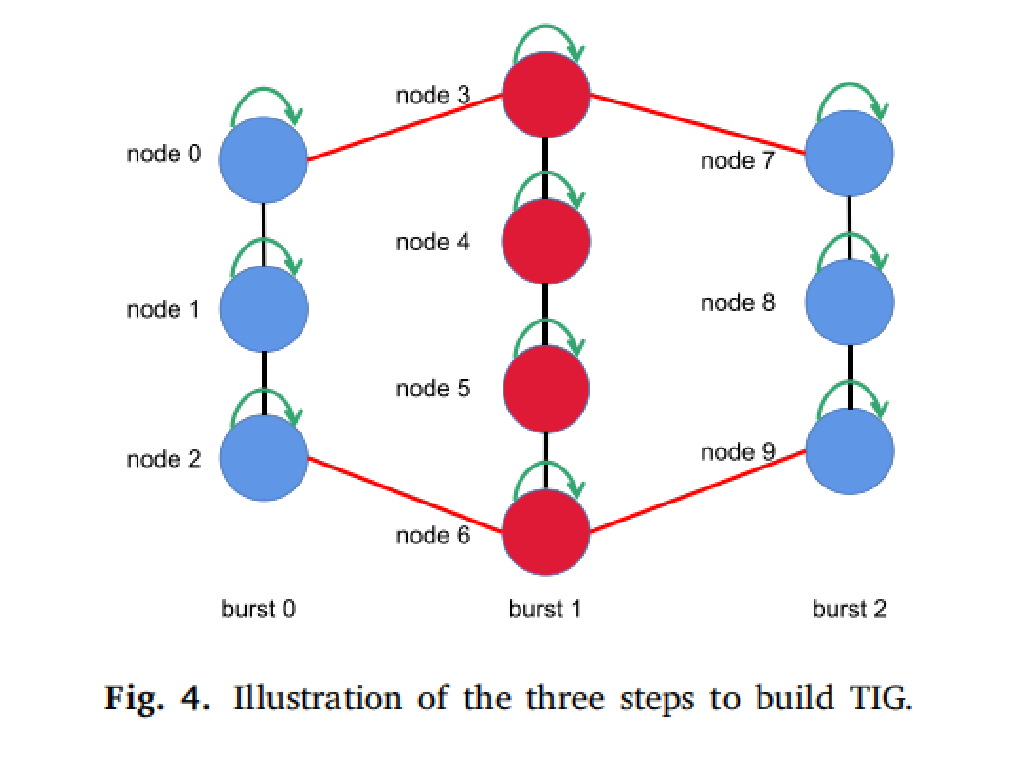 node 3
node 0
node 7
node 4
node 8
node 1
node 5
node 9
node 2
node 6
burst 0
burst 1
burst 2
Fig. 4. Illustration of the three steps to build TIG.